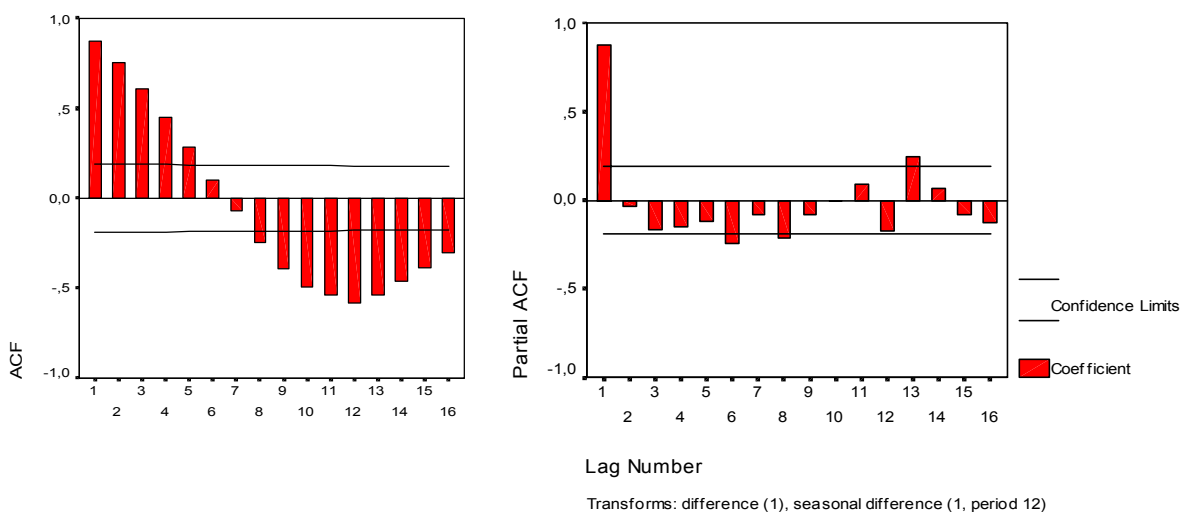 1,0
,5
0,0
-,5
-1,0
ACF
1 3 5 7 9 11 13 15
2 4 6 8 10 12 14 16
1,0
,5
0,0
-,5
-1,0
Partial ACF
1 3 5 7 9 11 13 15
2 4 6 8 10 12 14 16
Lag Number
Transforms: difference (1), seasonal difference (1, period 12)
Confidence Limits
Coefficient